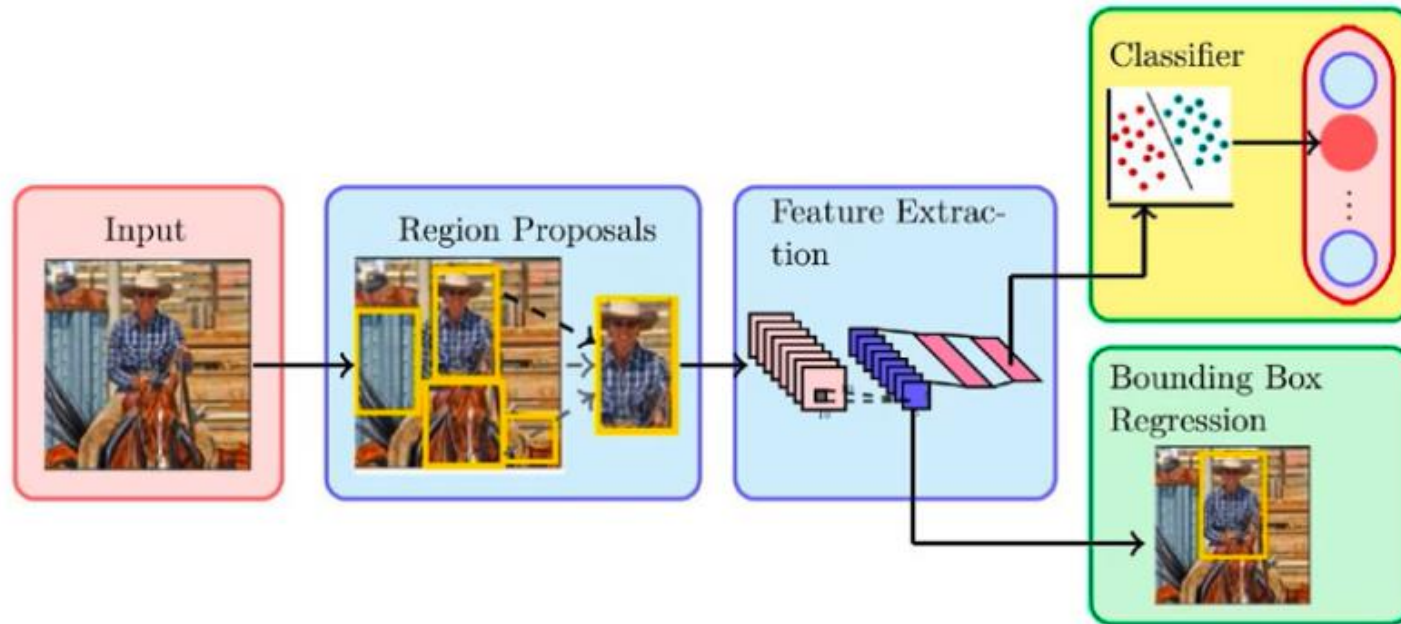 Input
Region Proposals
Feature Extrac-
tion
Classifier
Bounding Box
Regression